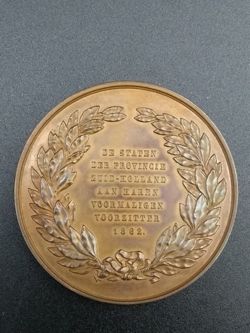 DE STATEN
DER PROVINCIE
ZUID-HOLLAND
AAN HAREN
VOORMALIGEN
VOORZITTER
1862.